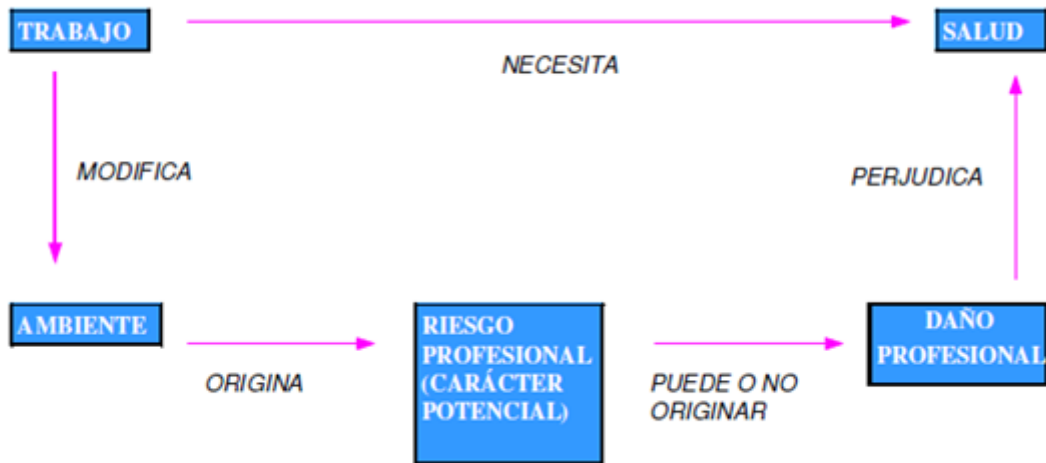 TRABAJO
SALUD
NECESITA
MODIFICA
PERJUDICA
AMBIENTE
ORIGINA
RIESGO
PROFESIONAL
(CARÁCTER
POTENCIAL)
PUEDE O NO
ORIGINAR
DAÑO
PROFESIONAL